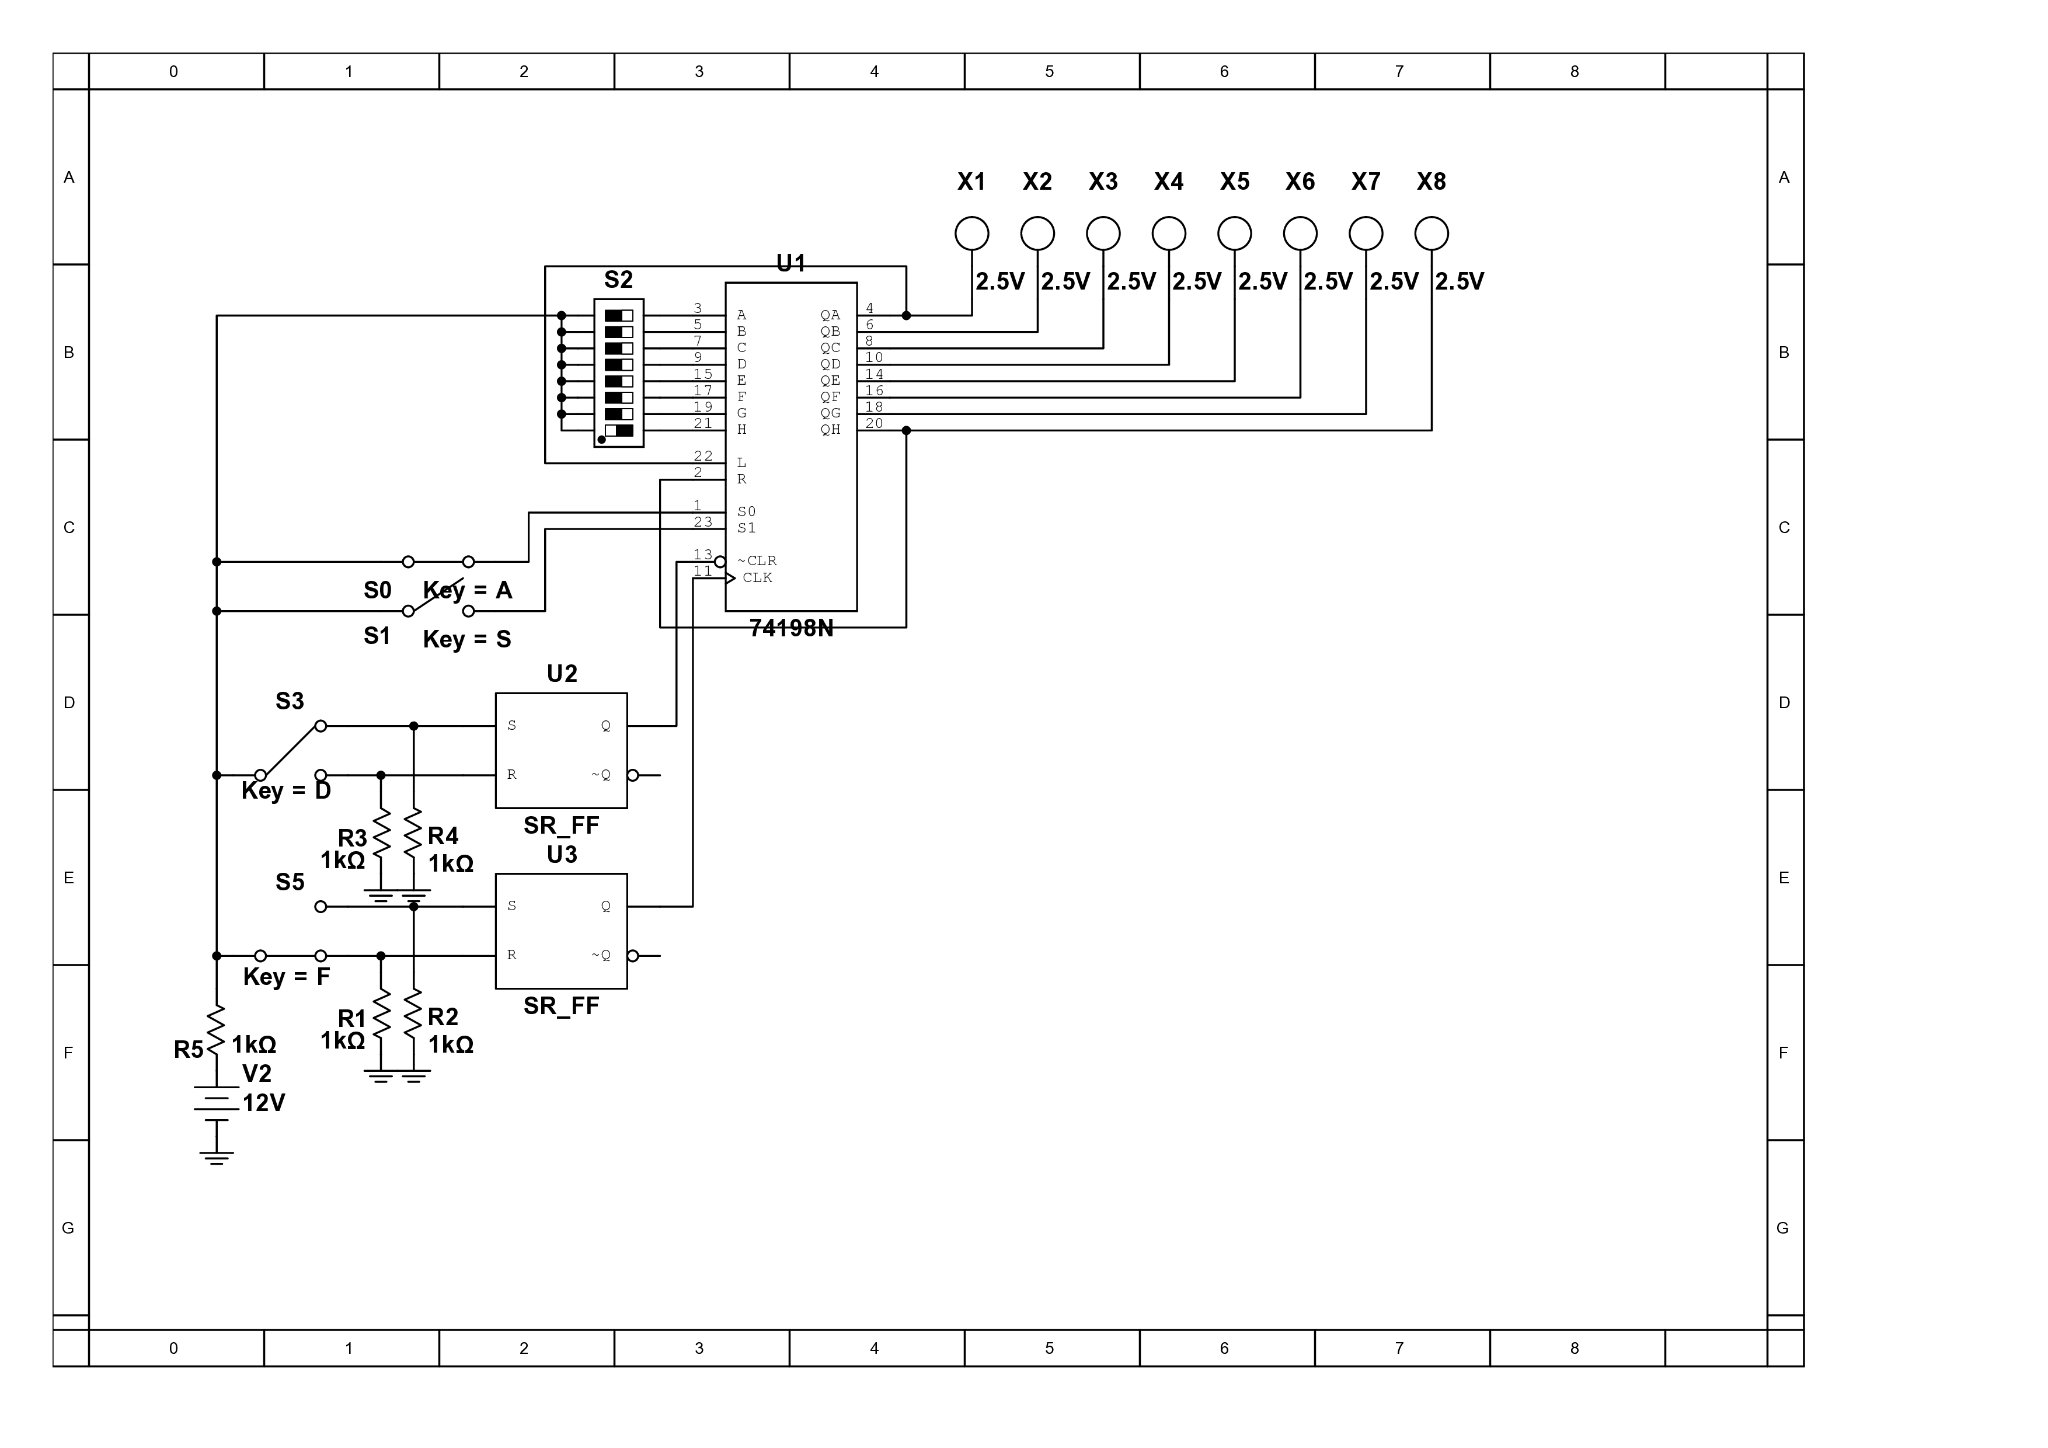 0 1 2 3 4 5 6 7 8
A A
X1 X2 X3 X4 X5 X6 X7 X8
U1
S2
2.5V 2.5V 2.5V 2.5V 2.5V 2.5V 2.5V 2.5V
3 A QA 4
5 B QB 6
B B
7 C QC 8
9 D QD 10
15 E QE 14
17 F QF 16
19 G QG 18
21 H QH 20
22 L
2 R
1 S0
23 S1
C C
13 ~CLR
11 CLK
S0 Key = A
S1 Key = S
74198N
U2
S3
D D
S Q
R ~Q
Key = D
SR_FF
R3 R4
1kΩ 1kΩ
U3
E E
S5
S Q
R ~Q
Key = F
SR_FF
R1 R2
1kΩ 1kΩ
R5 1kΩ
F F
V2
12V
G G
0 1 2 3 4 5 6 7 8